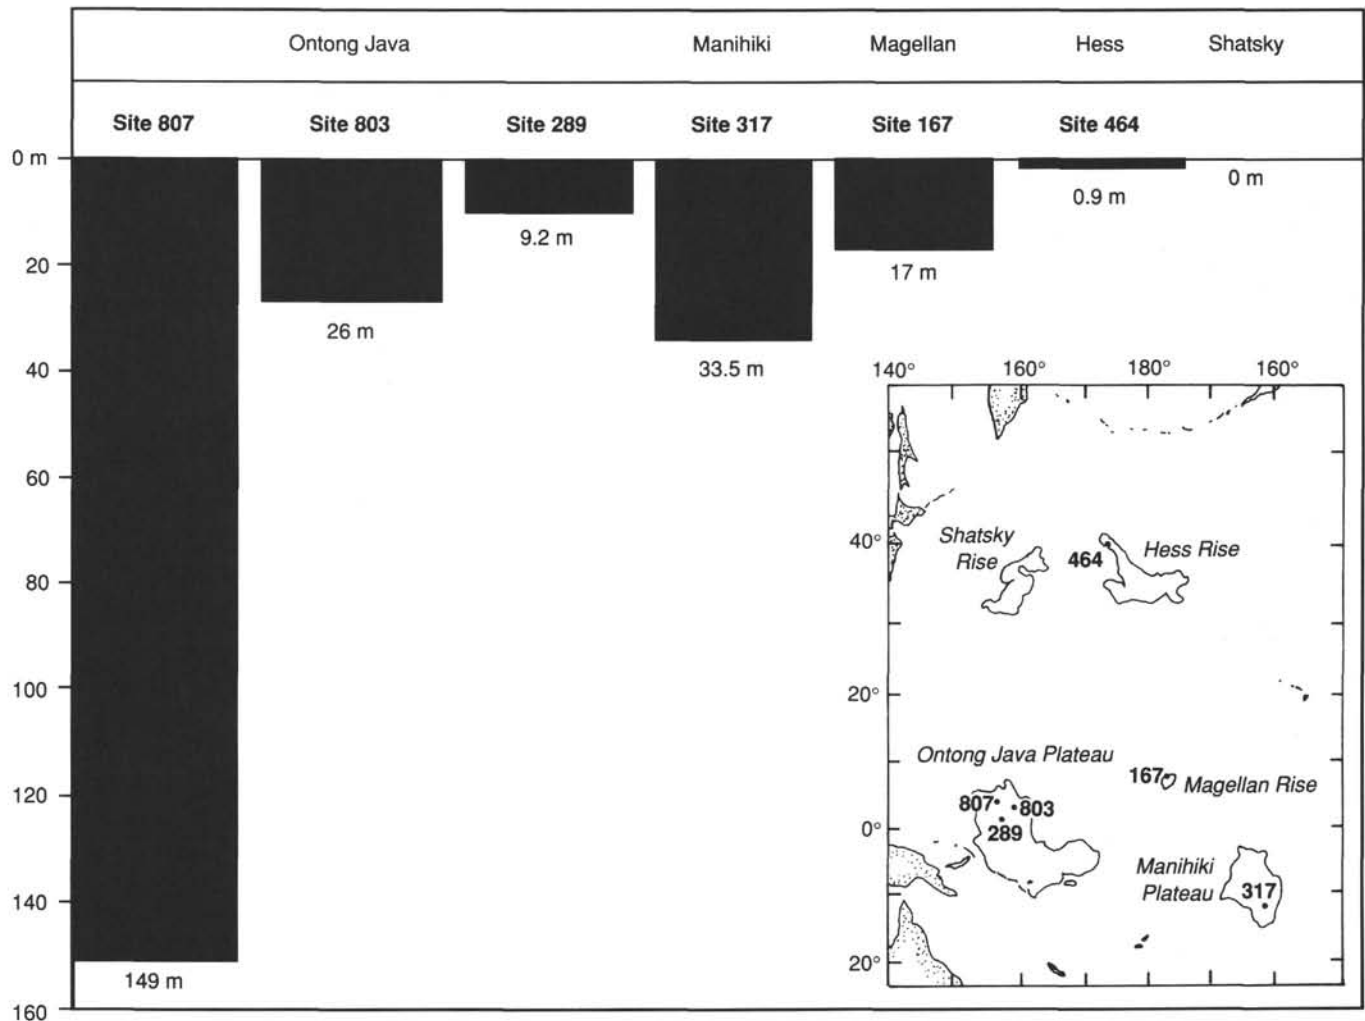 Ontong Java Manihiki Magellan Hess Shatsky
Site 807 Site 803 Site 289 Site 317 Site 167 Site 464
0 m
0 m
0.9 m
9.2 m
20
17 m
26 m
40
33.5 m
60
80
100
120
140
149 m
160
140° 160° 180° 160°
40°
Shatsky
Rise
464
Hess Rise
20°
Ontong Java Plateau
167
Magellan Rise
807
803
289
0°
Manihiki
Plateau
317
20°